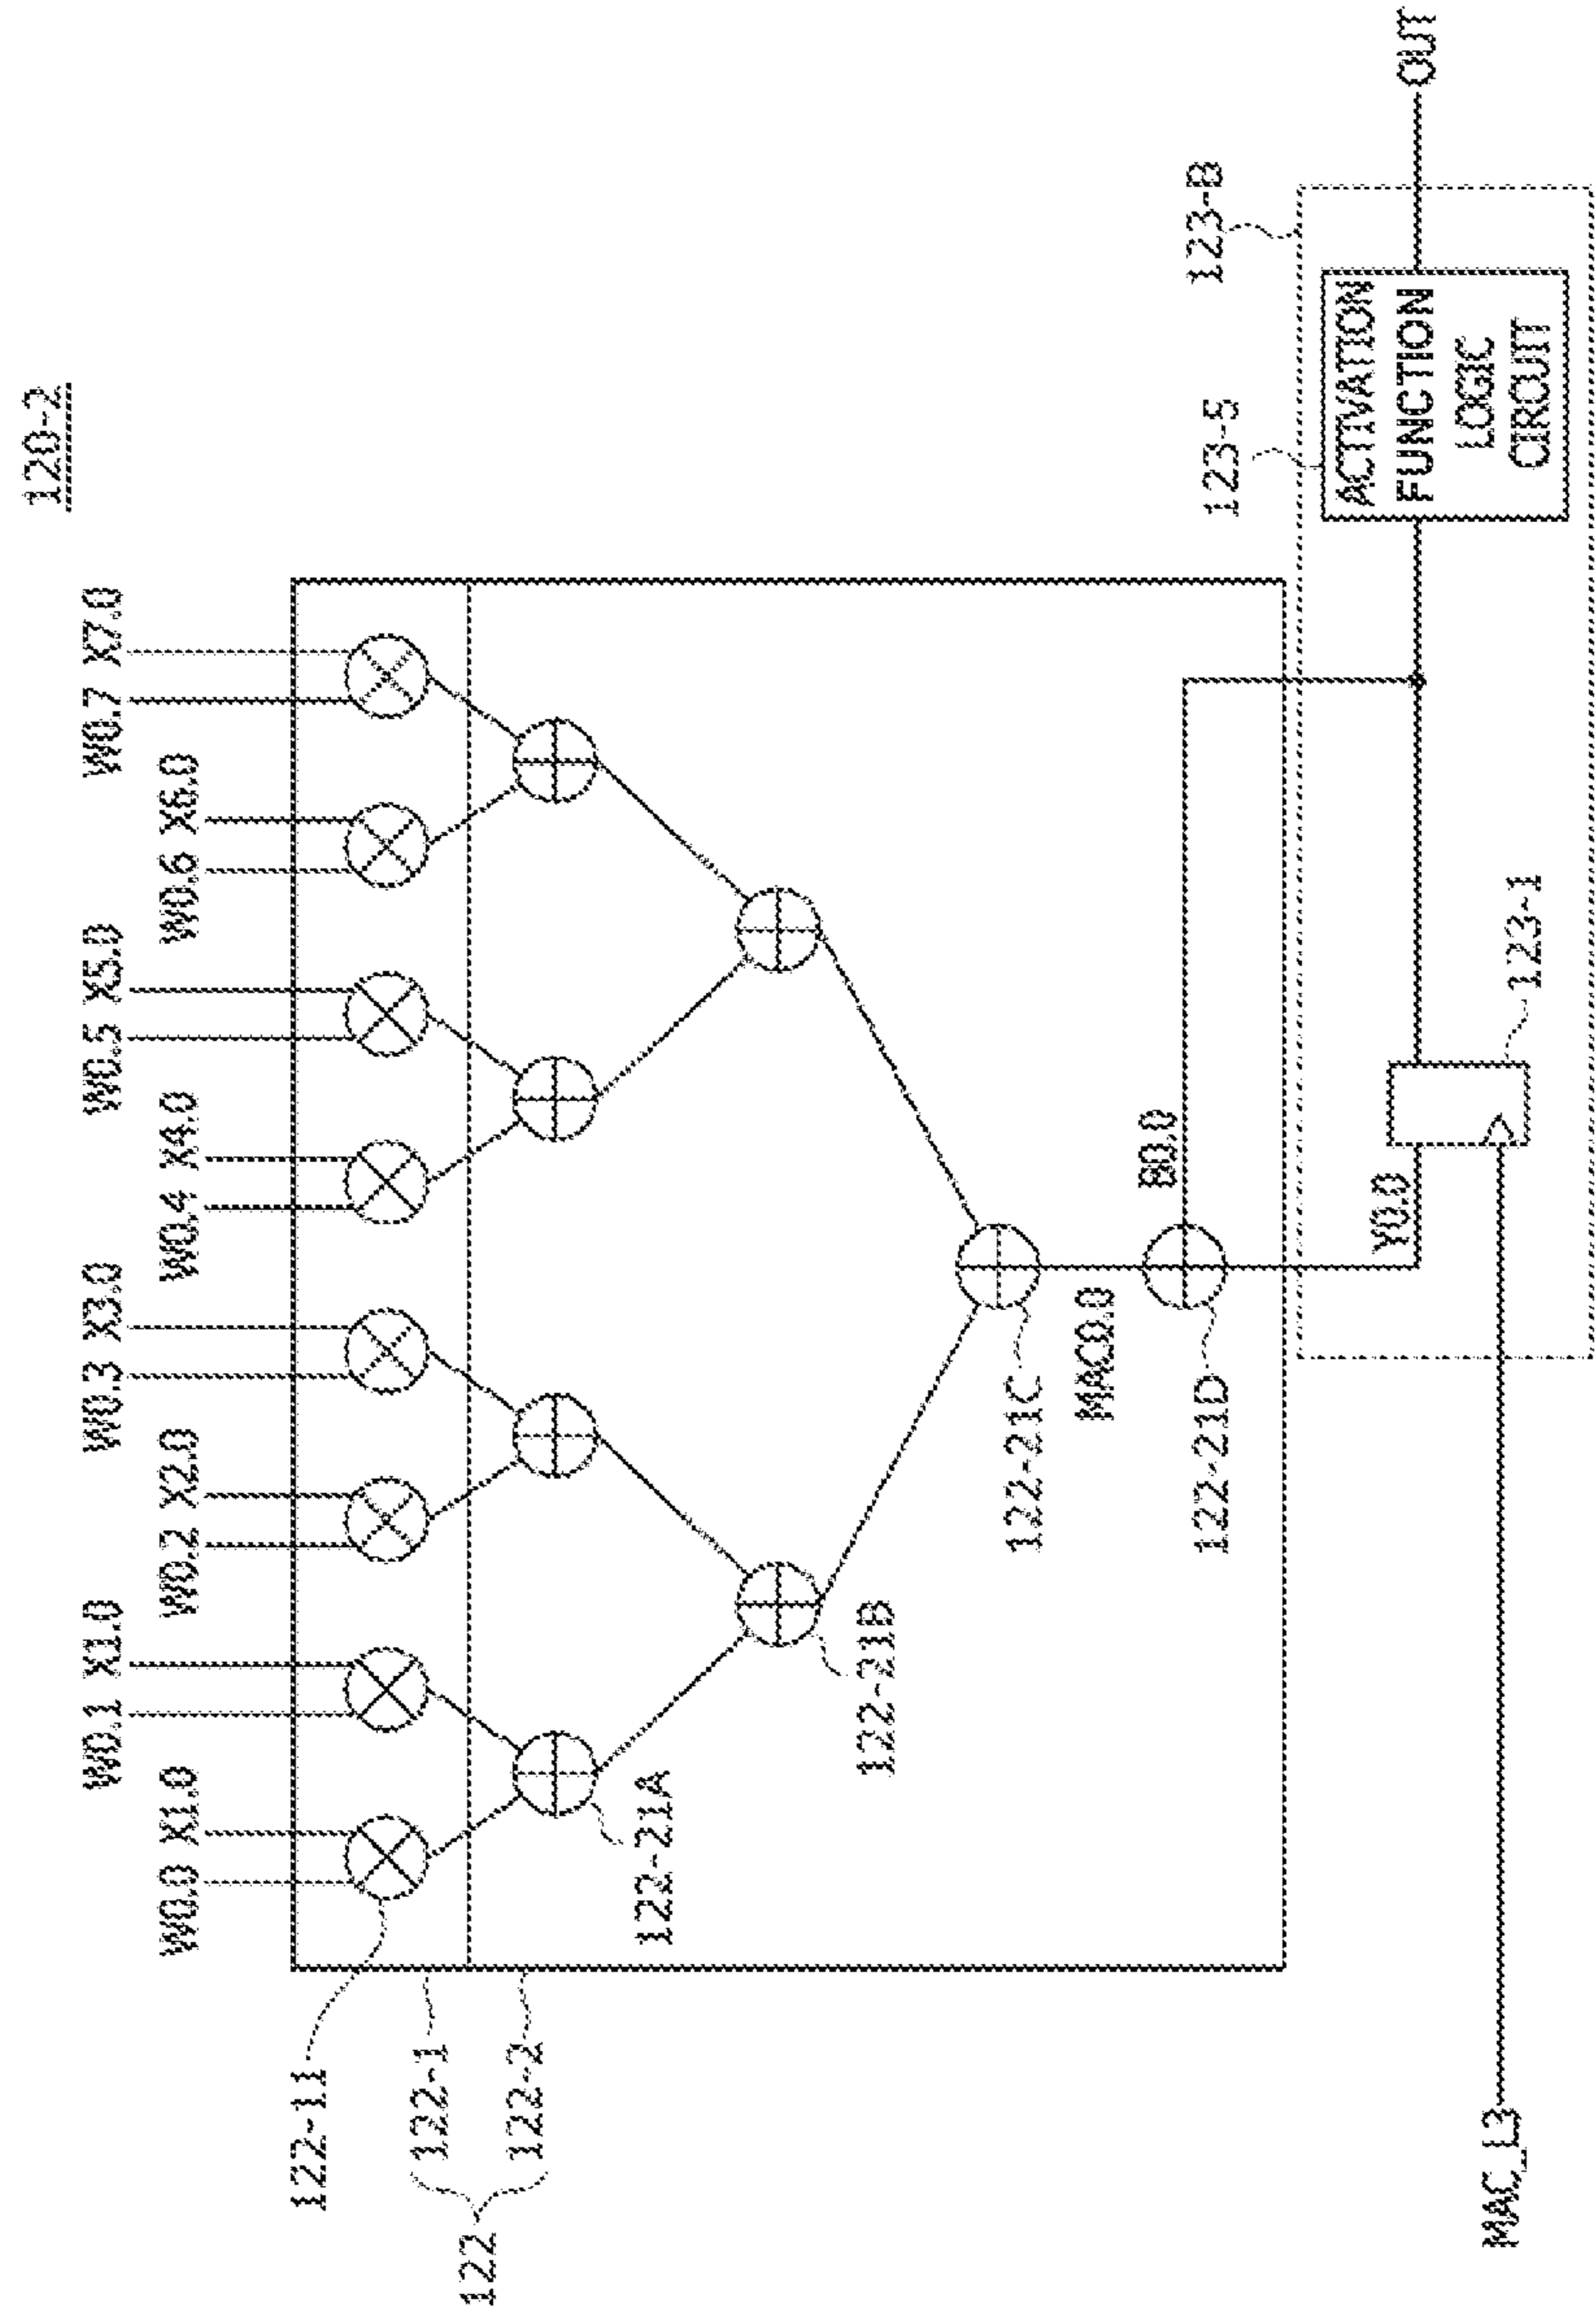 120-2
W0.1 X1.0
W0.3 X3.0
W0.5 X5.0
W0.7 X7.0
W0.0 X1.0
W0.2 X2.0
W0.4 X4.0
W0.6 X6.0
122-11
122-1
122
122-2
122-21A
122-21B
122-21C
MAC0.0
B0.0
122-21D
123-B
123-5
Y0.0
ACTIVATION
FUNCTION
LOGIC
CIRCUIT
OUT
MAC_L3
123-1